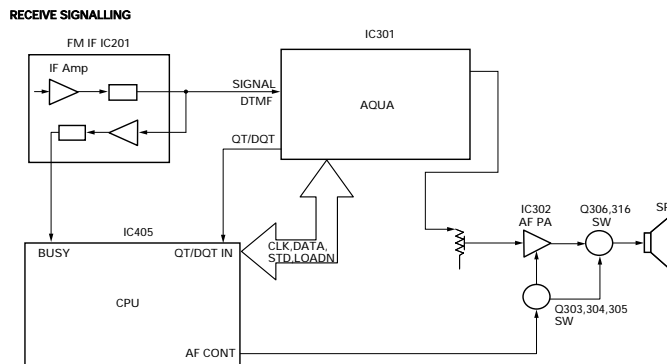 RECEIVE SIGNALLING
FM IF IC201
IF Amp
IC301
SIGNAL
DTMF
AQUA
QT/DQT
IC302
AF PA
Q306,316
SW
SP
IC405
BUSY
QT/DQT IN
CLK,DATA,
STD,LOADN
CPU
Q303,304,305
SW
AF CONT